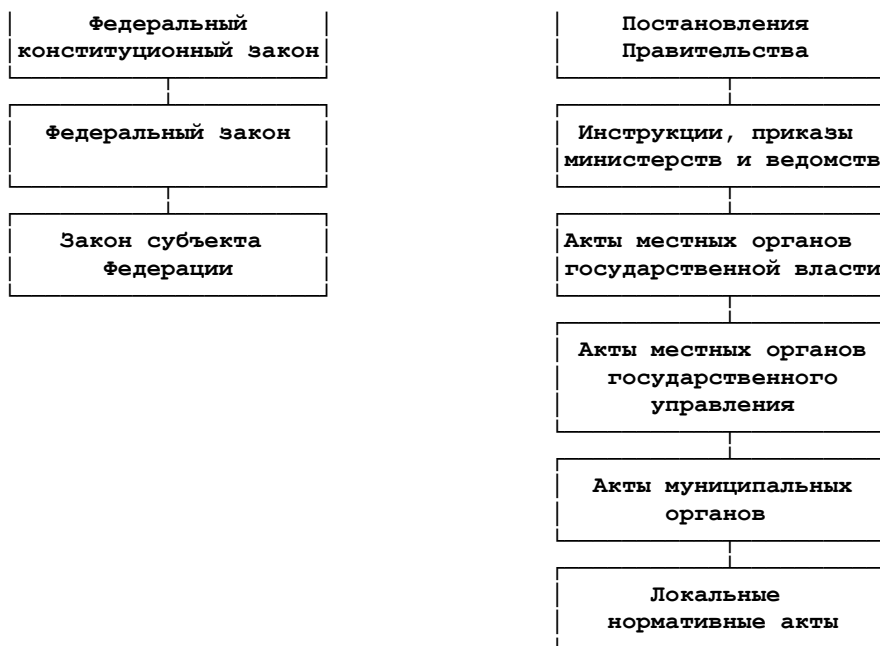 Федеральный
конституционный закон
Федеральный закон
Закон субъекта
Федерации
Постановления
Правительства
Инструкции, приказы
министерств и ведомств
Акты местных органов
государственной власти
Акты местных органов
государственного
управления
Акты муниципальных
органов
Локальные
нормативные акты